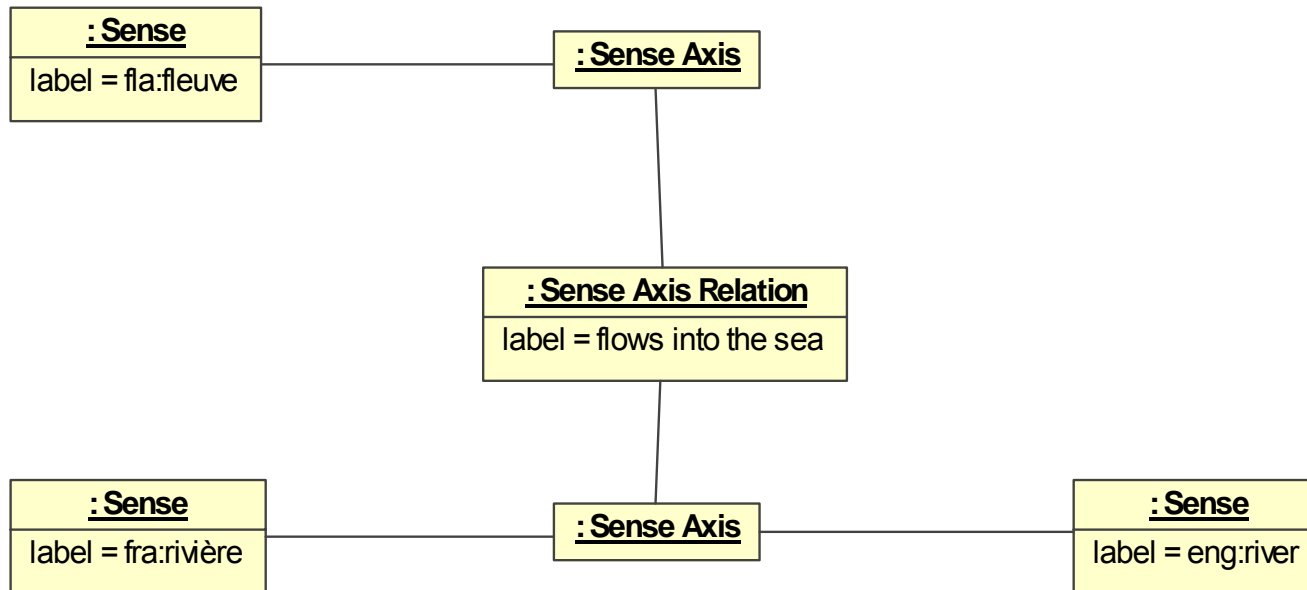 : Sense
label = fla:fleuve
: Sense Axis
: Sense Axis Relation
label = flows into the sea
: Sense
label = fra:rivière
: Sense Axis
: Sense
label = eng:river